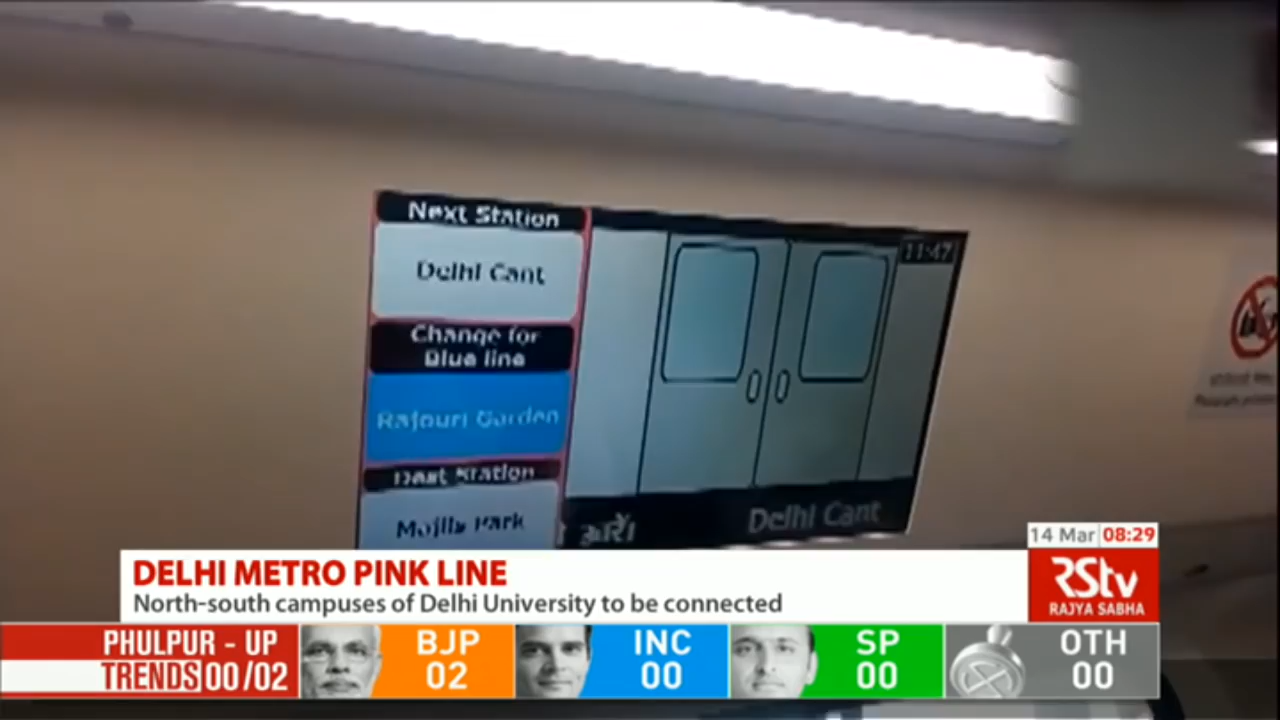 Next Station
Delhi Cant
11:47
Change for
Blue line
Rajouri Garden
Station
Majlis Park
Delhi Cant
14 Mar 08:29
DELHI METRO PINK LINE
North-south campuses of Delhi University to be connected
RStv
RAJYA SABHA
PHULPUR - UP
TRENDS 00/02
BJP
02
INC
00
SP
00
OTH
00